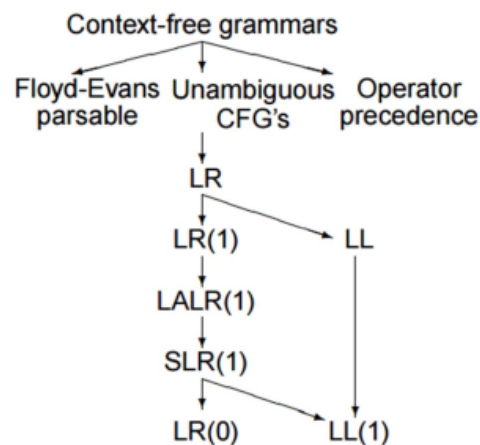 Context-free grammars
Floyd-Evans parsable
Unambiguous CFG's
Operator precedence
LR
LR(1)
LL
LALR(1)
SLR(1)
LR(0)
LL(1)